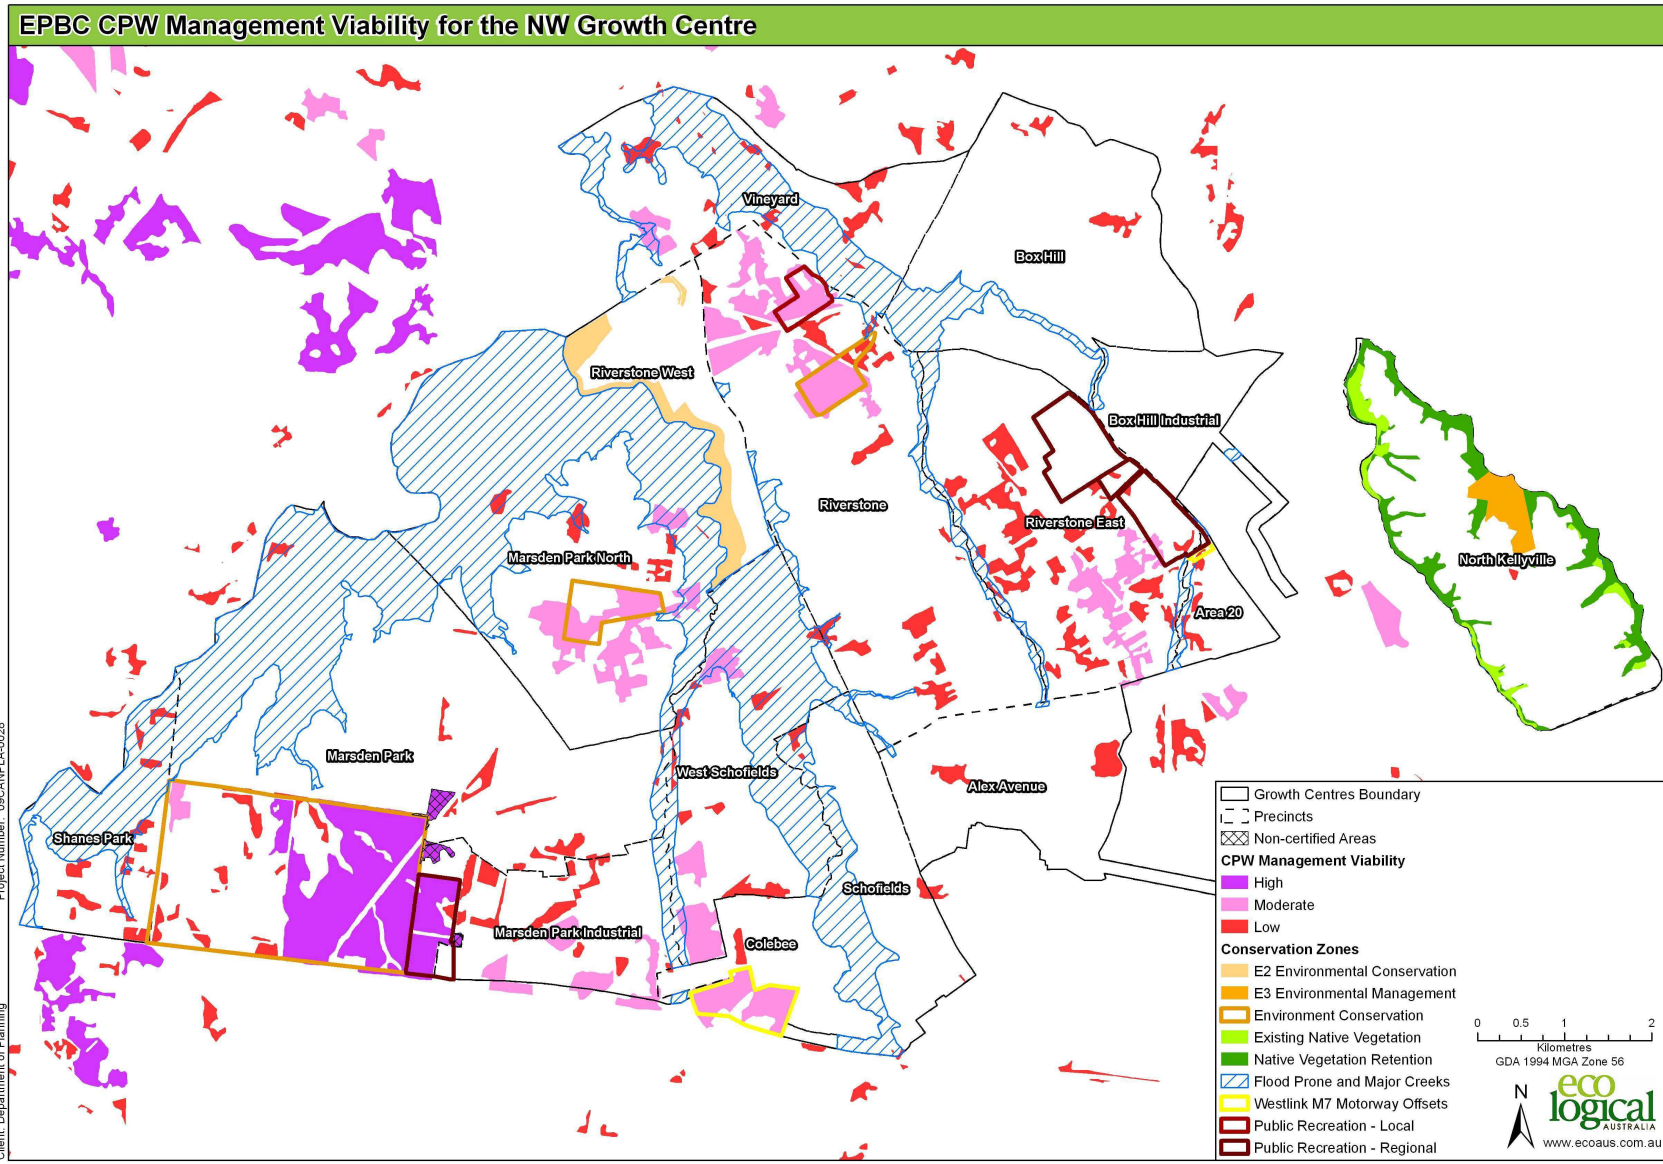 EPBC CPW Management Viability for the NW Growth Centre
Vineyard
Box Hill
Riverstone West
Box Hill Industrial
Riverstone
Riverstone East
Marsden Park North
North Kellyville
Area 20
Marsden Park
West Schofields
Alex Avenue
Shanes Park
Schofields
Marsden Park Industrial
Colebee
Client: Department of Planning
Growth Centres Boundary
Precincts
Non-certified Areas
CPW Management Viability
High
Moderate
Low
Conservation Zones
E2 Environmental Conservation
E3 Environmental Management
Environment Conservation
Existing Native Vegetation
Native Vegetation Retention
Flood Prone and Major Creeks
Westlink M7 Motorway Offsets
Public Recreation - Local
Public Recreation - Regional
0 0.5 1 2
Kilometres
GDA 1994 MGA Zone 56
N
eco
logical
AUSTRALIA
www.ecoaus.com.au